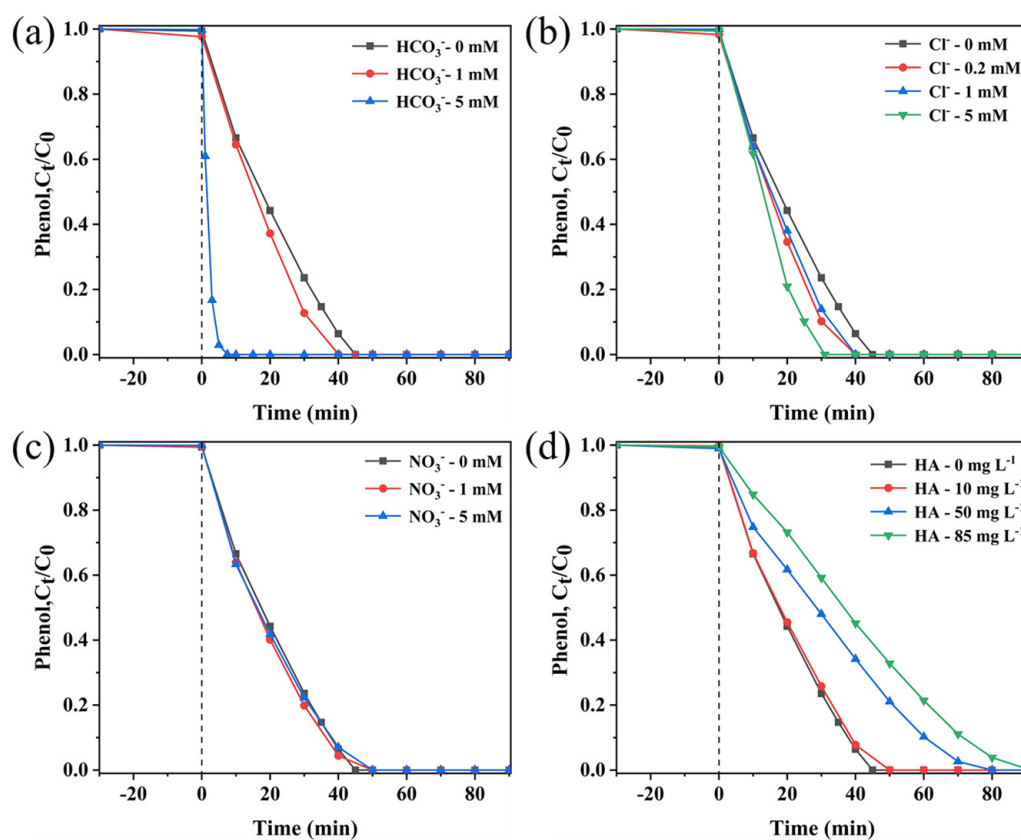 (a)
HCO₃⁻- 0 mM
HCO₃⁻- 1 mM
HCO₃⁻- 5 mM
Phenol,Cₜ/C₀
1.0
0.8
0.6
0.4
0.2
0.0
-20 0 20 40 60 80
Time (min)
(b)
Cl⁻ - 0 mM
Cl⁻ - 0.2 mM
Cl⁻ - 1 mM
Cl⁻ - 5 mM
Phenol, Cₜ/C₀
1.0
0.8
0.6
0.4
0.2
0.0
-20 0 20 40 60 80
Time (min)
(c)
NO₃⁻ - 0 mM
NO₃⁻ - 1 mM
NO₃⁻ - 5 mM
Phenol,Cₜ/C₀
1.0
0.8
0.6
0.4
0.2
0.0
-20 0 20 40 60 80
Time (min)
(d)
HA - 0 mg L⁻¹
HA - 10 mg L⁻¹
HA - 50 mg L⁻¹
HA - 85 mg L⁻¹
Phenol, Cₜ/C₀
1.0
0.8
0.6
0.4
0.2
0.0
-20 0 20 40 60 80
Time (min)